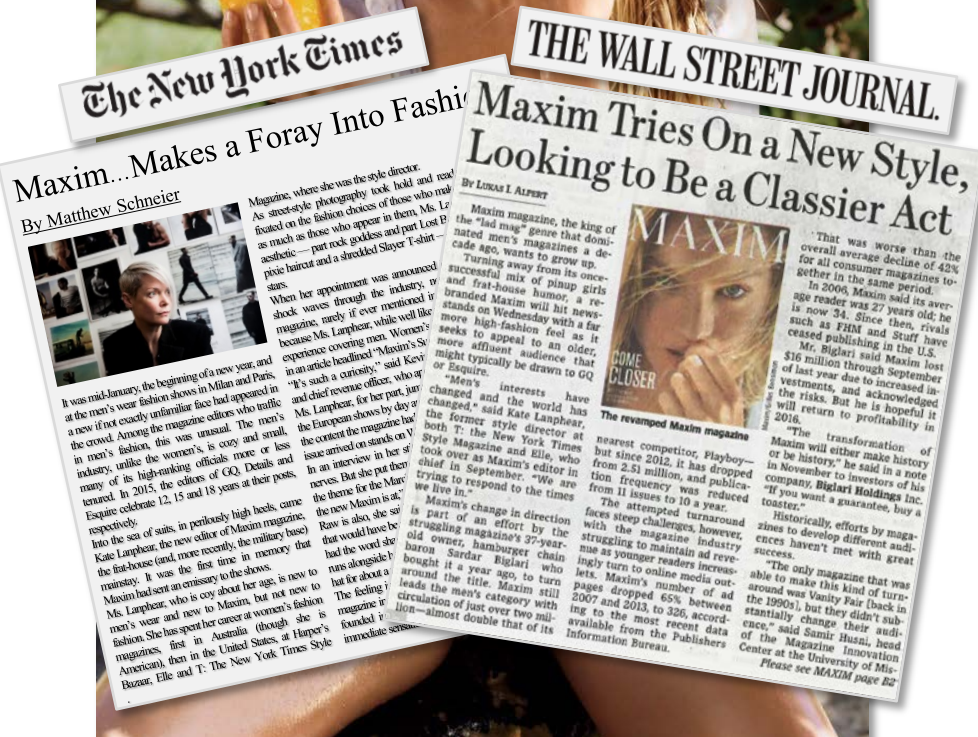 The New York Times
Maxim...Makes a Foray Into Fashi
By Matthew Schneier
It was mid-January, the beginning of a new year, and
at the men's wear fashion shows in Milan and Paris,
a new if not exactly unfamiliar face had appeared in
the crowd. Among the magazine editors who traffic
in men's fashion, this was unusual. The men's
industry, unlike the women's, is cozy and small,
many of its high-ranking officials more or less
tenured. In 2015, the editors of GQ, Details and
Esquire celebrate 12, 15 and 18 years at their posts,
respectively.
Into the sea of suits, in perilously high heels, came
Kate Lanphear, the new editor of Maxim magazine,
the frat-house (and, more recently, the military base)
mainstay. It was the first time in memory that
Maxim had sent an emissary to the shows.
Ms. Lanphear, who is coy about her age, is new to
men's wear and new to Maxim, but not new to
fashion. She has spent her career at women's fashion
magazines, first in Australia (though she is
American), then in the United States, at Harper's
Bazaar, Elle and T: The New York Times Style
Magazine, where she was the style director.
As street-style photography took hold and read
fixated on the fashion choices of those who mak
as much as those who appear in them, Ms. La
aesthetic — part rock goddess and part Lost B
pixie haircut and a shredded Slayer T-shirt —
stars.
When her appointment was announced
shock waves through the industry, n
magazine, rarely if ever mentioned i
because Ms. Lanphear, while well like
experience covering men. Women's
in an article headlined "Maxim's Su
"It's such a curiosity," said Kevi
and chief revenue officer, who ap
Ms. Lanphear, for her part, jum
the European shows by day a
the content the magazine ha
issue arrived on stands on V
In an interview in her st
nerves. But she put them
the theme for the Marc
the new Maxim is at."
Raw is also, she sai
that would have be
had the word she
runs alongside h
hat for about a
The feeling i
magazine i
founded i
immediate sensa
THE WALL STREET JOURNAL.
Maxim Tries On a New Style,
Looking to Be a Classier Act
By Lukas I. Alpert
Maxim magazine, the king of
the "lad mag" genre that domi-
nated men's magazines a de-
cade ago, wants to grow up.
Turning away from its once-
successful mix of pinup girls
and frat-house humor, a re-
branded Maxim will hit news-
stands on Wednesday with a far
more high-fashion feel as it
seeks to appeal to an older,
more affluent audience that
might typically be drawn to GQ
or Esquire.
"Men's interests have
changed and the world has
changed," said Kate Lanphear,
the former style director at
both T: the New York Times
Style Magazine and Elle, who
took over as Maxim's editor in
chief in September. "We are
trying to respond to the times
we live in."
Maxim's change in direction
is part of an effort by the
struggling magazine's 37-year-
old owner, hamburger chain
baron Sardar Biglari who
bought it a year ago, to turn
around the title. Maxim still
leads the men's category with
circulation of just over two mil-
lion—almost double that of its
MAXIM
COME
CLOSER
The revamped Maxim magazine
nearest competitor, Playboy—
but since 2012, it has dropped
from 2.51 million, and publica-
tion frequency was reduced
from 11 issues to 10 a year.
The attempted turnaround
faces steep challenges, however,
with the magazine industry
struggling to maintain ad reve-
nue as younger readers increas-
ingly turn to online media out-
lets. Maxim's number of ad
pages dropped 65% between
2007 and 2013, to 326, accord-
ing to the most recent data
available from the Publishers
Information Bureau.
That was worse than the
overall average decline of 42%
for all consumer magazines to-
gether in the same period.
In 2006, Maxim said its aver-
age reader was 27 years old; he
is now 34. Since then, rivals
such as FHM and Stuff have
ceased publishing in the U.S.
Mr. Biglari said Maxim lost
$16 million through September
of last year due to increased in-
vestments, and acknowledged
the risks. But he is hopeful it
will return to profitability in
2016.
"The transformation of
Maxim will either make history
or be history," he said in a note
in November to investors of his
company, Biglari Holdings Inc.
"If you want a guarantee, buy a
toaster."
Historically, efforts by maga-
zines to develop different audi-
ences haven't met with great
success.
"The only magazine that was
able to make this kind of turn-
around was Vanity Fair [back in
the 1990s], but they didn't sub-
stantially change their audi-
ence," said Samir Husni, head
of the Magazine Innovation
Center at the University of Mis-
Please see MAXIM page B2